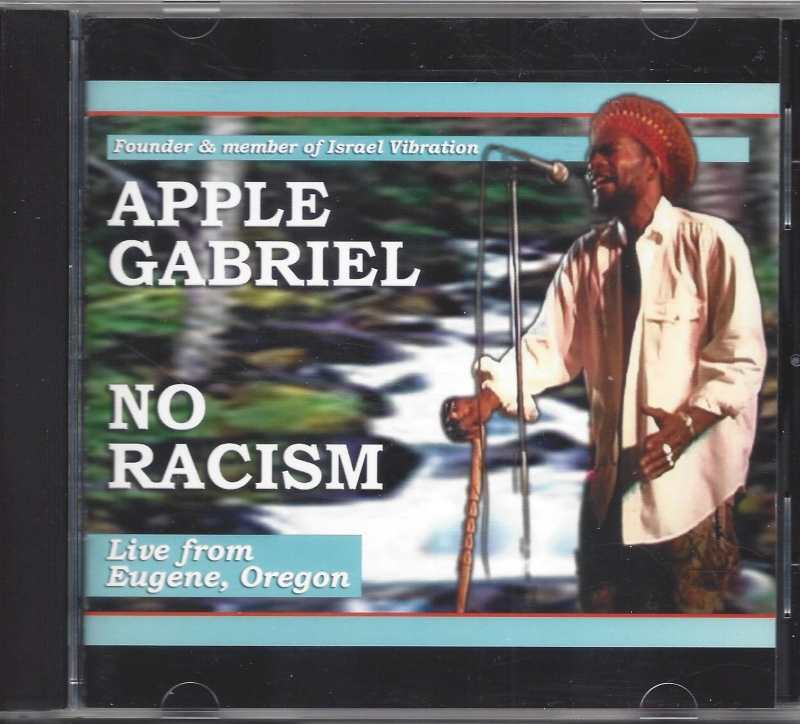 Founder & member of Israel Vibration
APPLE
GABRIEL
NO
RACISM
Live from
Eugene, Oregon